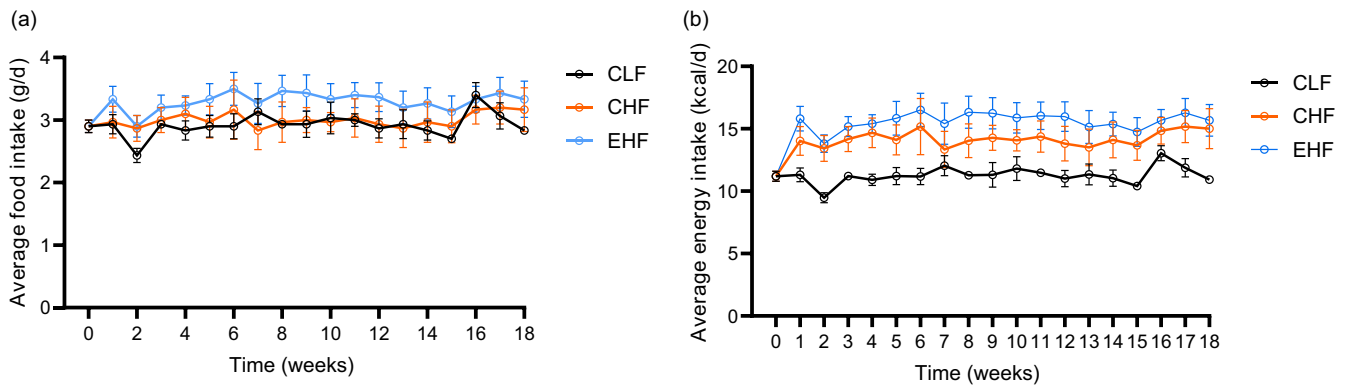 (a)
Average food intake (g/d)
4
3
2
1
0
0 2 4 6 8 10 12 14 16 18
Time (weeks)
CLF
CHF
EHF
(b)
Average energy intake (kcal/d)
20
15
10
5
0
0 1 2 3 4 5 6 7 8 9 10 11 12 13 14 15 16 17 18
Time (weeks)
CLF
CHF
EHF